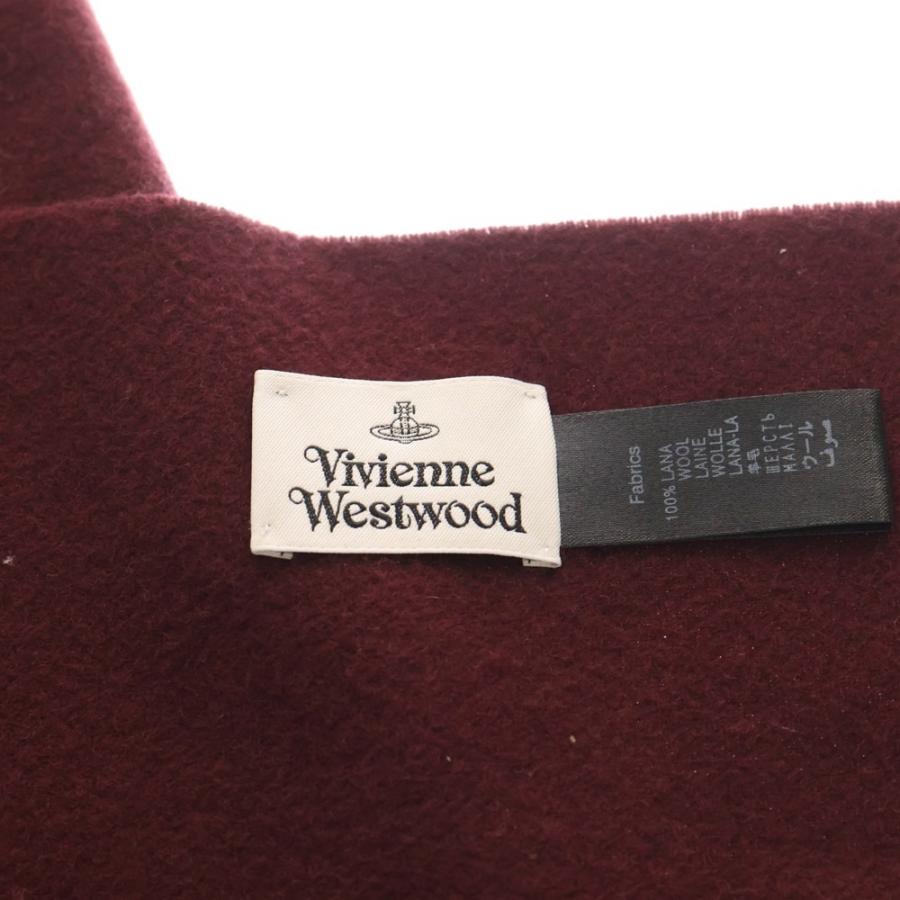 Vivienne
Westwood
Fabrics
100% LANA
WOOL
LAINE
WOLLE
LANA-LA
羊毛
ШЕРСТЬ
ΜΑΛΛΙ
ウール
صوف